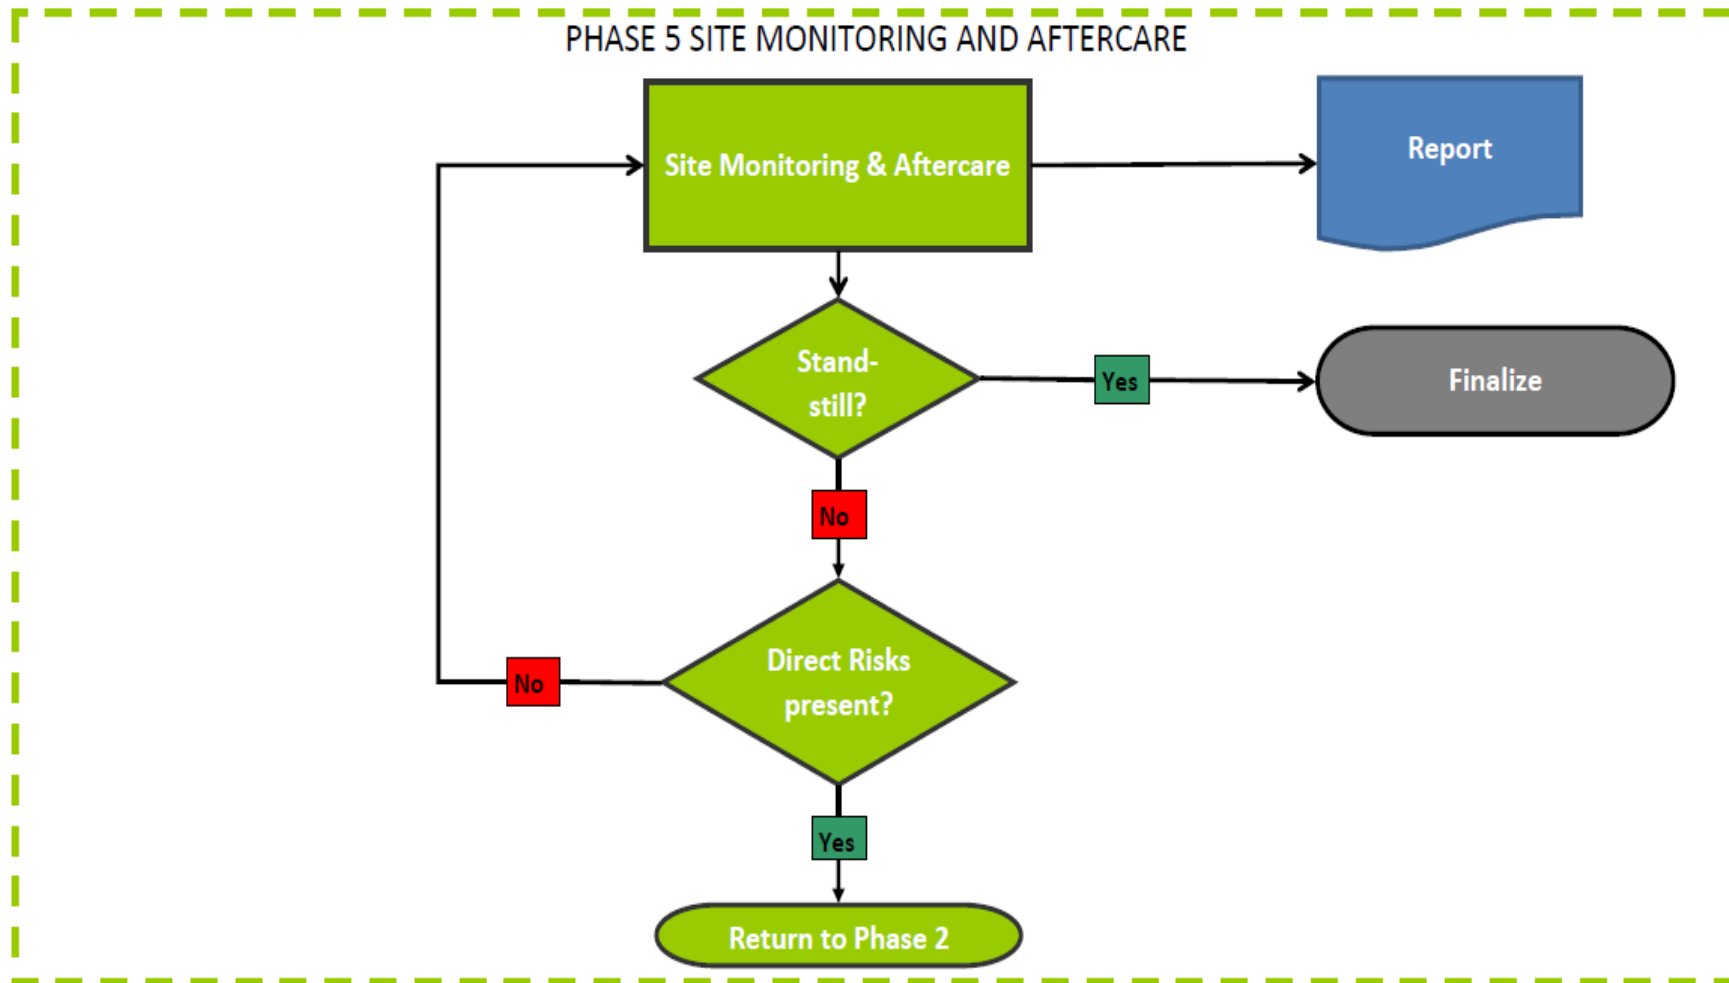 PHASE 5 SITE MONITORING AND AFTERCARE
Site Monitoring & Aftercare
Report
Stand-
still?
Yes
Finalize
No
Direct Risks
present?
No
Yes
Return to Phase 2